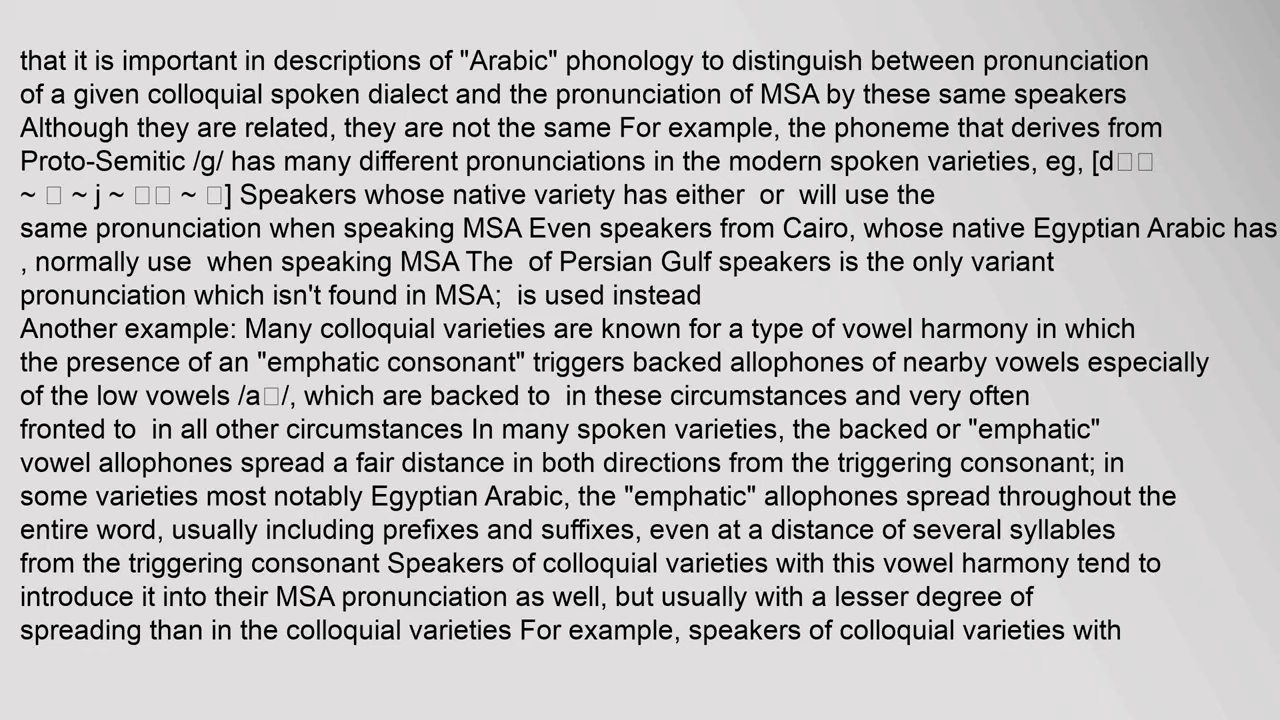 that it is important in descriptions of "Arabic" phonology to distinguish between pronunciation
of a given colloquial spoken dialect and the pronunciation of MSA by these same speakers
Although they are related, they are not the same For example, the phoneme that derives from
Proto-Semitic /g/ has many different pronunciations in the modern spoken varieties, eg, [d□□
~ □ ~ j ~ □□ ~ □] Speakers whose native variety has either  or  will use the
same pronunciation when speaking MSA Even speakers from Cairo, whose native Egyptian Arabic has
, normally use  when speaking MSA The  of Persian Gulf speakers is the only variant
pronunciation which isn't found in MSA;  is used instead
Another example: Many colloquial varieties are known for a type of vowel harmony in which
the presence of an "emphatic consonant" triggers backed allophones of nearby vowels especially
of the low vowels /a□/, which are backed to  in these circumstances and very often
fronted to  in all other circumstances In many spoken varieties, the backed or "emphatic"
vowel allophones spread a fair distance in both directions from the triggering consonant; in
some varieties most notably Egyptian Arabic, the "emphatic" allophones spread throughout the
entire word, usually including prefixes and suffixes, even at a distance of several syllables
from the triggering consonant Speakers of colloquial varieties with this vowel harmony tend to
introduce it into their MSA pronunciation as well, but usually with a lesser degree of
spreading than in the colloquial varieties For example, speakers of colloquial varieties with